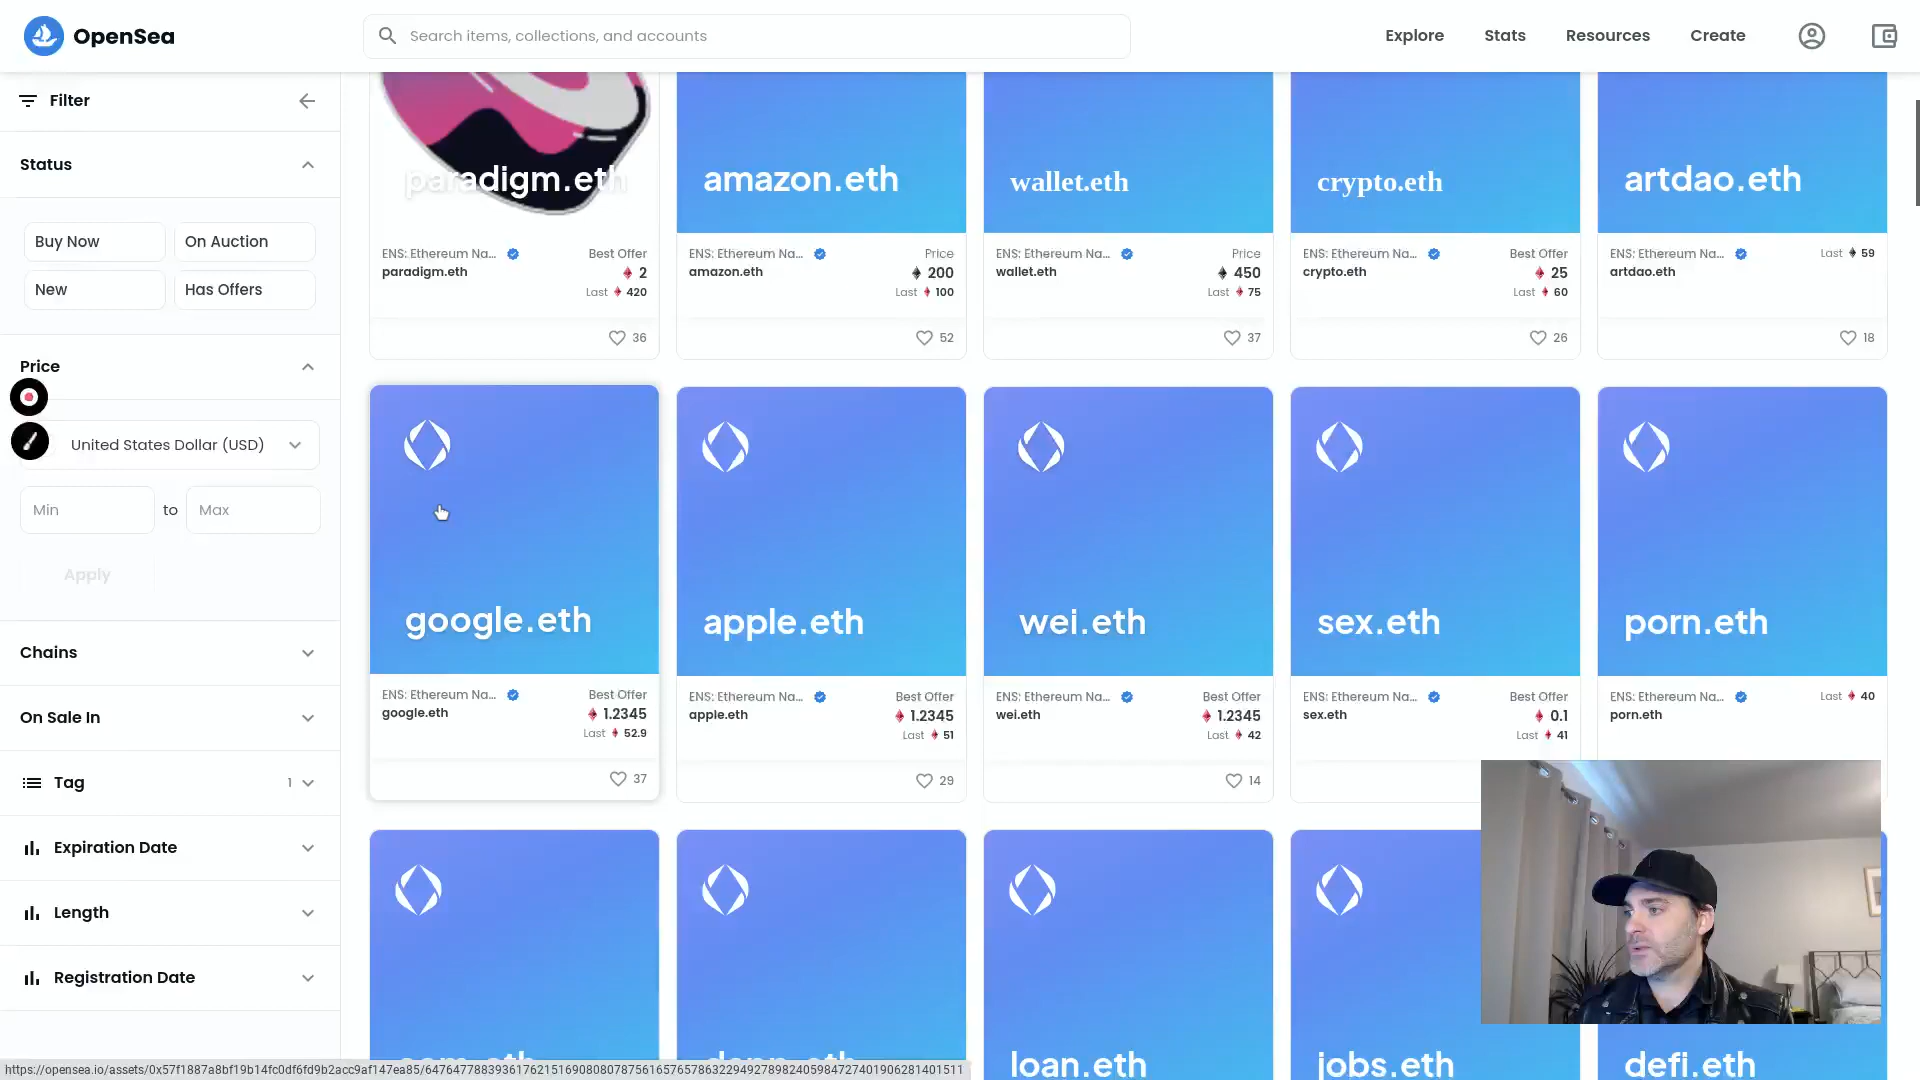 OpenSea
Search items, collections, and accounts
Explore
Stats
Resources
Create
Filter
Status
Buy Now
On Auction
New
Has Offers
Price
United States Dollar (USD)
Min
to
Max
Apply
Chains
On Sale In
Tag
1
Expiration Date
Length
Registration Date
paradigm.eth
ENS: Ethereum Na...
Best Offer
paradigm.eth
2
Last 420
36
amazon.eth
ENS: Ethereum Na...
Price
amazon.eth
200
Last 100
52
wallet.eth
ENS: Ethereum Na...
Price
wallet.eth
450
Last 75
37
crypto.eth
ENS: Ethereum Na...
Best Offer
crypto.eth
25
Last 60
26
artdao.eth
ENS: Ethereum Na...
Last 59
artdao.eth
18
google.eth
ENS: Ethereum Na...
Best Offer
google.eth
1.2345
Last 52.9
37
apple.eth
ENS: Ethereum Na...
Best Offer
apple.eth
1.2345
Last 51
29
wei.eth
ENS: Ethereum Na...
Best Offer
wei.eth
1.2345
Last 42
14
sex.eth
ENS: Ethereum Na...
Best Offer
sex.eth
0.1
Last 41
porn.eth
ENS: Ethereum Na...
Last 40
porn.eth
loan.eth
jobs.eth
defi.eth